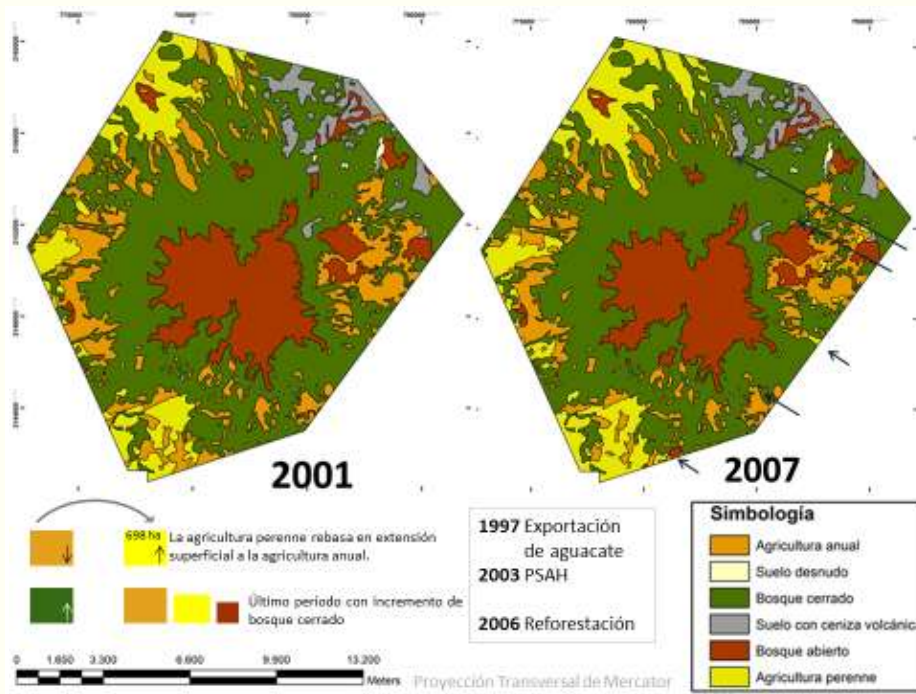 2001
2007
698 ha
La agricultura perenne rebasa en extensión
superficial a la agricultura anual.
Último período con incremento de
bosque cerrado
1997 Exportación
de aguacate
2003 PSAH
2006 Reforestación
Simbología
Agricultura anual
Suelo desnudo
Bosque cerrado
Suelo con ceniza volcánica
Bosque abierto
Agricultura perenne
0 1.650 3.300 6.600 9.900 13.200
Meters
Proyección Transversal de Mercator